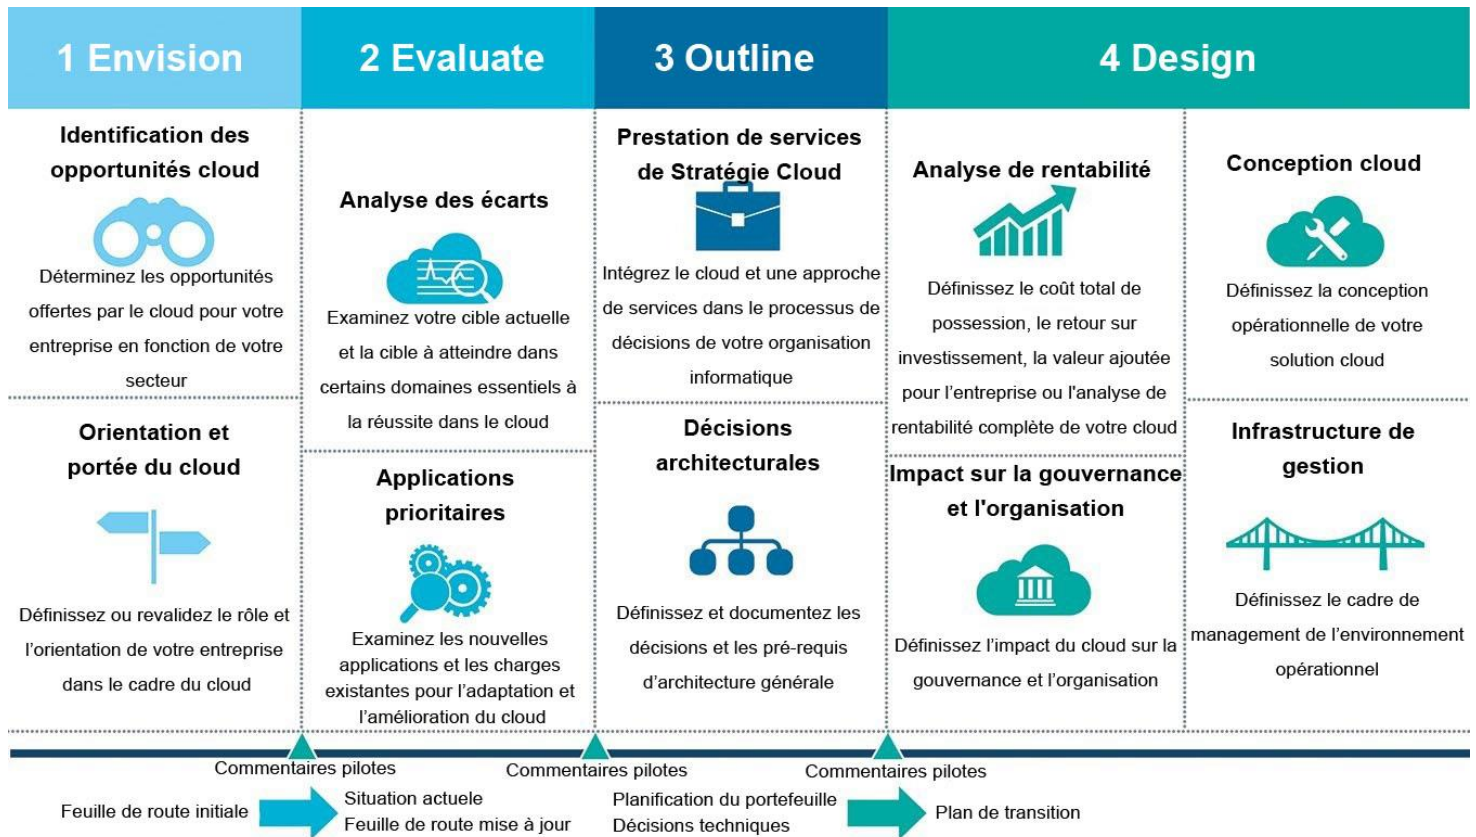 1 Envision
2 Evaluate
3 Outline
4 Design
Identification des
opportunités cloud
Déterminez les opportunités
offertes par le cloud pour votre
entreprise en fonction de votre
secteur
Orientation et
portée du cloud
Définissez ou revalidez le rôle et
l’orientation de votre entreprise
dans le cadre du cloud
Analyse des écarts
Examinez votre cible actuelle
et la cible à atteindre dans
certains domaines essentiels à
la réussite dans le cloud
Applications
prioritaires
Examinez les nouvelles
applications et les charges
existantes pour l’adaptation et
l’amélioration du cloud
Prestation de services
de Stratégie Cloud
Intégrez le cloud et une approche
de services dans le processus de
décisions de votre organisation
informatique
Décisions
architecturales
Définissez et documentez les
décisions et les pré-requis
d’architecture générale
Analyse de rentabilité
Définissez le coût total de
possession, le retour sur
investissement, la valeur ajoutée
pour l’entreprise ou l'analyse de
rentabilité complète de votre cloud
Impact sur la gouvernance
et l'organisation
Définissez l’impact du cloud sur la
gouvernance et l’organisation
Conception cloud
Définissez la conception
opérationnelle de votre
solution cloud
Infrastructure de
gestion
Définissez le cadre de
management de l’environnement
opérationnel
Commentaires pilotes
Commentaires pilotes
Commentaires pilotes
Feuille de route initiale
Situation actuele
Feuille de route mise à jour
Planification du portefeuille
Décisions techniques
Plan de transition